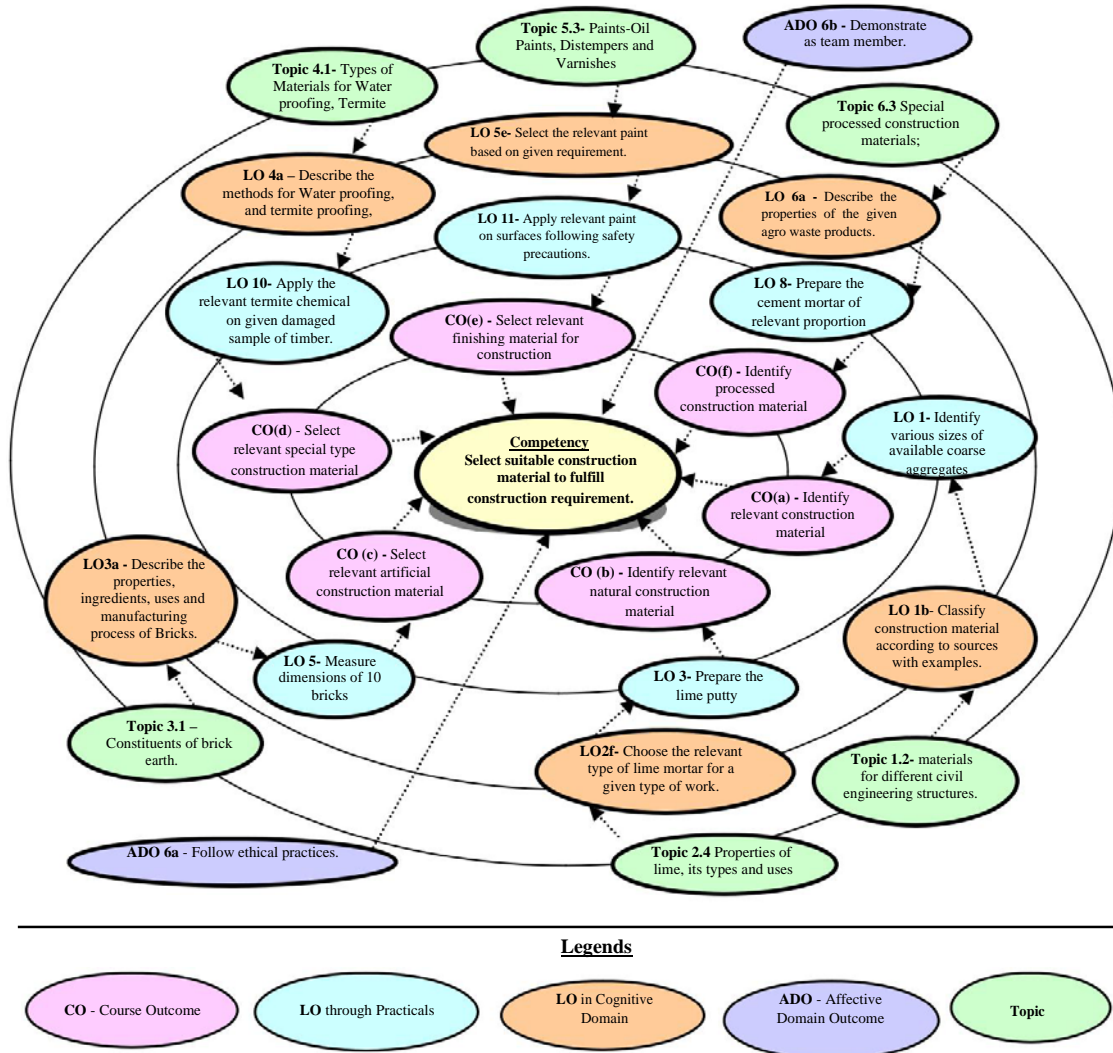 Topic 5.3- Paints-Oil
Paints, Distempers and
Varnishes
ADO 6b - Demonstrate
as team member.
Topic 4.1- Types of
Materials for Water
proofing, Termite
Topic 6.3 Special
processed construction
materials;
LO 5e- Select the relevant paint
based on given requirement.
LO 4a – Describe the
methods for Water proofing,
and termite proofing,
LO 6a - Describe the
properties of the given
agro waste products.
LO 11- Apply relevant paint
on surfaces following safety
precautions.
LO 10- Apply the
relevant termite chemical
on given damaged
sample of timber.
LO 8- Prepare the
cement mortar of
relevant proportion
CO(e) - Select relevant
finishing material for
construction
CO(f) - Identify
processed
construction material
CO(d) - Select
relevant special type
construction material
LO 1- Identify
various sizes of
available coarse
aggregates
Competency
Select suitable construction
material to fulfill
construction requirement.
CO(a) - Identify
relevant construction
material
CO (c) - Select
relevant artificial
construction material
CO (b) - Identify relevant
natural construction
material
LO3a - Describe the
properties,
ingredients, uses and
manufacturing
process of Bricks.
LO 1b- Classify
construction material
according to sources
with examples.
LO 5- Measure
dimensions of 10
bricks
LO 3- Prepare the
lime putty
Topic 3.1 –
Constituents of brick
earth.
LO2f- Choose the relevant
type of lime mortar for a
given type of work.
Topic 1.2- materials
for different civil
engineering structures.
ADO 6a - Follow ethical practices.
Topic 2.4 Properties of
lime, its types and uses
Legends
CO - Course Outcome
LO through Practicals
LO in Cognitive
Domain
ADO - Affective
Domain Outcome
Topic